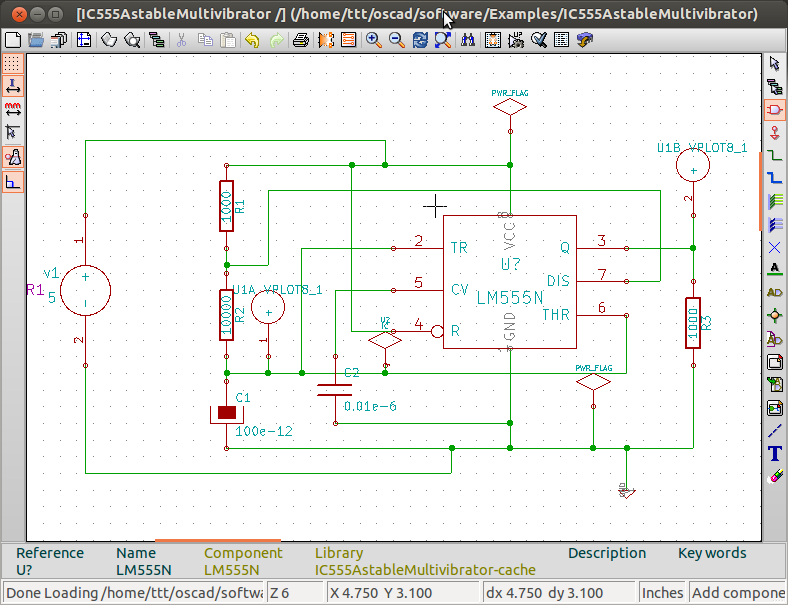 [IC555AstableMultivibrator /] (/home/ttt/oscad/software/Examples/IC555AstableMultivibrator)
PWR_FLAG
U1B VPLOT8_1
+
2
1000
R1
VCC
8
2
TR
Q
3
1
U?
v1
+
R1
5
-
5
CV
DIS
7
U1A VPLOT8_1
+
10000
R2
LM555N
THR
6
1000
R3
4
R
GND
1
2
1
C2
PWR_FLAG
C1
0.01e-6
100e-12
GND
Reference Name Component Library Description Key words
U? LM555N LM555N IC555AstableMultivibrator-cache
Done Loading /home/ttt/oscad/softwa Z 6 X 4.750 Y 3.100 dx 4.750 dy 3.100 Inches Add compone